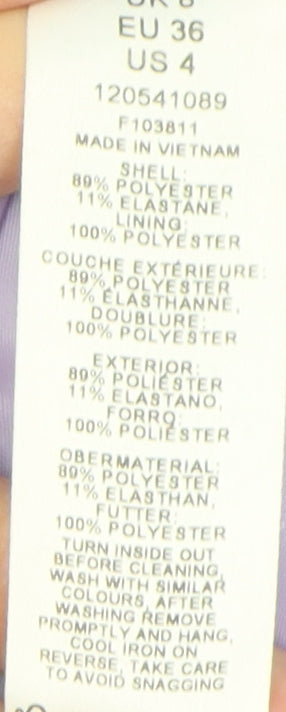 UK 8
EU 36
US 4
120541089
F103811
MADE IN VIETNAM
SHELL:
89% POLYESTER
11% ELASTANE,
LINING:
100% POLYESTER
COUCHE EXTÉRIEURE:
89% POLYESTER
11% ÉLASTHANNE,
DOUBLURE:
100% POLYESTER
EXTERIOR:
89% POLIÉSTER
11% ELASTANO,
FORRO:
100% POLIÉSTER
OBERMATERIAL:
89% POLYESTER
11% ELASTHAN,
FUTTER:
100% POLYESTER
TURN INSIDE OUT
BEFORE CLEANING,
WASH WITH SIMILAR
COLOURS, AFTER
WASHING REMOVE
PROMPTLY AND HANG,
COOL IRON ON
REVERSE, TAKE CARE
TO AVOID SNAGGING